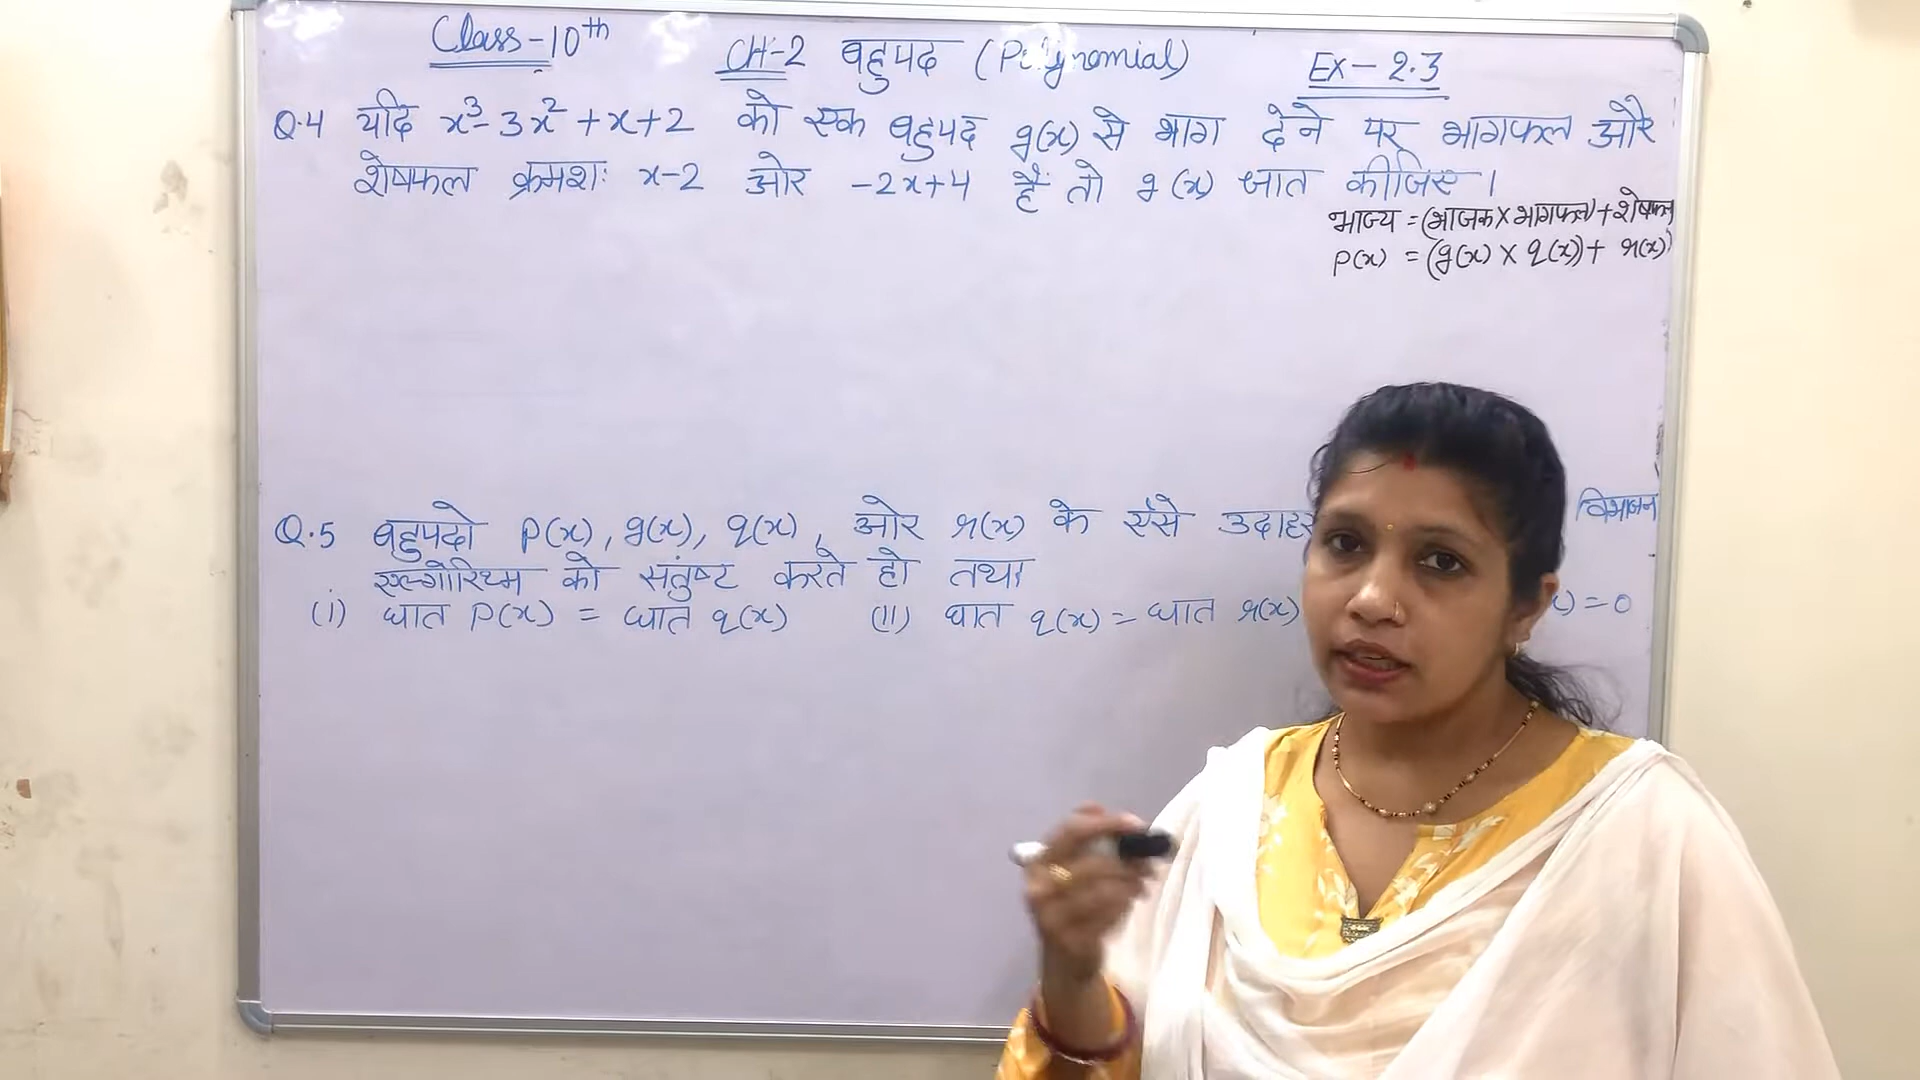 Class-10th
CH-2 बहुपद (Polynomial)
Ex-2.3
Q.4 यदि x³-3x²+x+2 को एक बहुपद g(x) से भाग देने पर भागफल और
शेषफल क्रमशः x-2 और -2x+4 हैं तो g(x) ज्ञात कीजिए।
भाज्य = (भाजक × भागफल) + शेषफल
P(x) = (g(x) × q(x)) + r(x)
Q.5 बहुपदो P(x), g(x), q(x), और r(x) के ऐसे विभाजन
एल्गोरिथ्म को संतुष्ट करते हो तथा
(i) घात P(x) = घात q(x) (ii) घात q(x) = घात r(x) =0